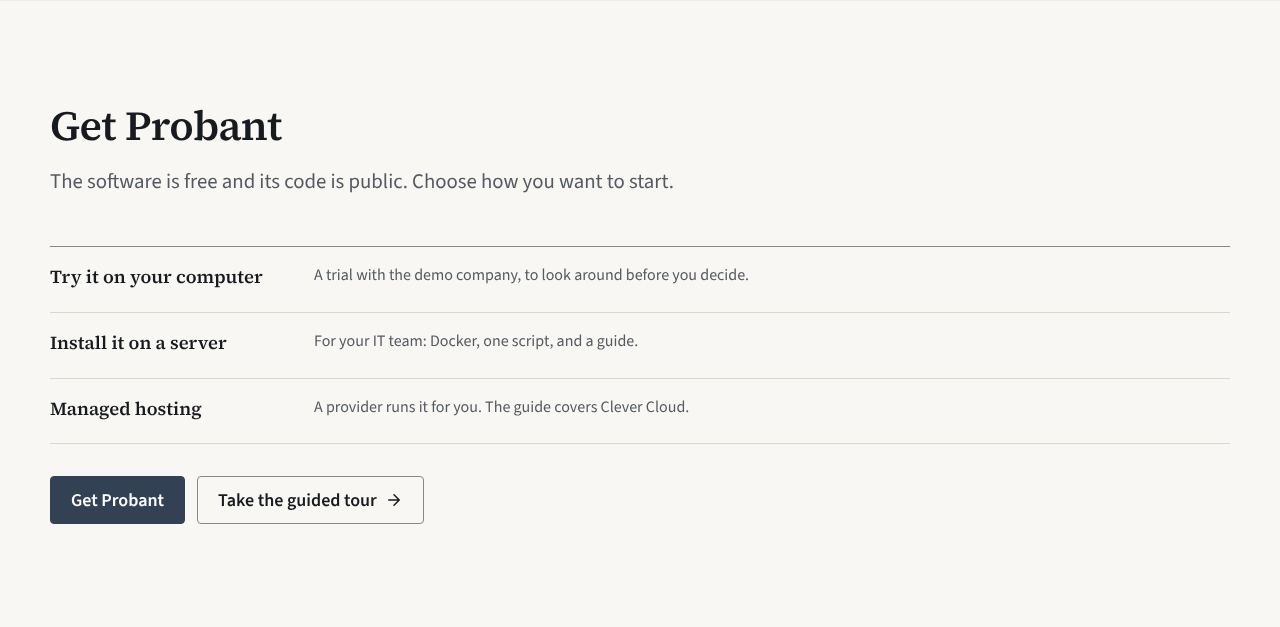 Get Probant
The software is free and its code is public. Choose how you want to start.
Try it on your computer
A trial with the demo company, to look around before you decide.
Install it on a server
For your IT team: Docker, one script, and a guide.
Managed hosting
A provider runs it for you. The guide covers Clever Cloud.
Get Probant
Take the guided tour →